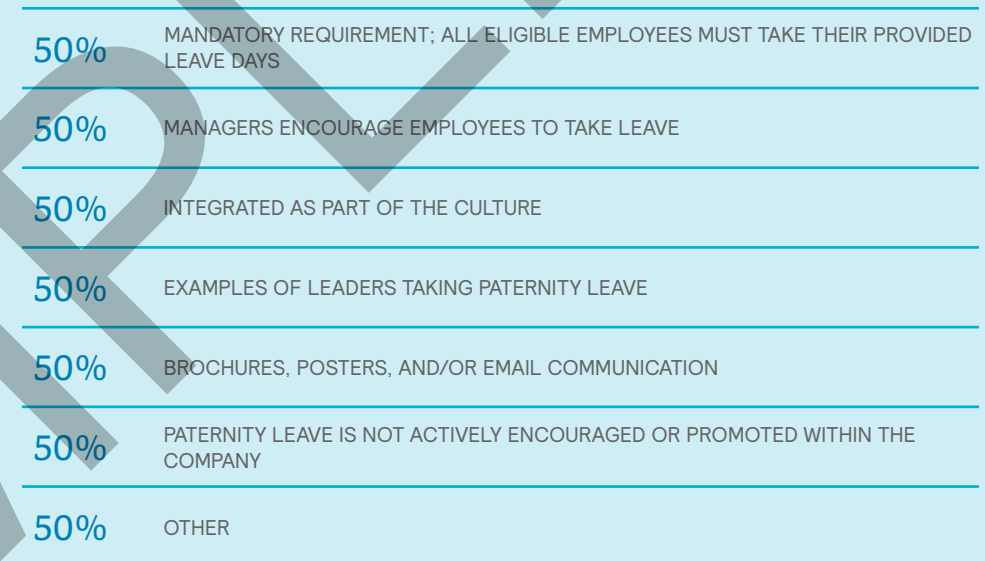 50%
MANDATORY REQUIREMENT; ALL ELIGIBLE EMPLOYEES MUST TAKE THEIR PROVIDED
LEAVE DAYS
50%
MANAGERS ENCOURAGE EMPLOYEES TO TAKE LEAVE
50%
INTEGRATED AS PART OF THE CULTURE
50%
EXAMPLES OF LEADERS TAKING PATERNITY LEAVE
50%
BROCHURES, POSTERS, AND/OR EMAIL COMMUNICATION
50%
PATERNITY LEAVE IS NOT ACTIVELY ENCOURAGED OR PROMOTED WITHIN THE
COMPANY
50%
OTHER